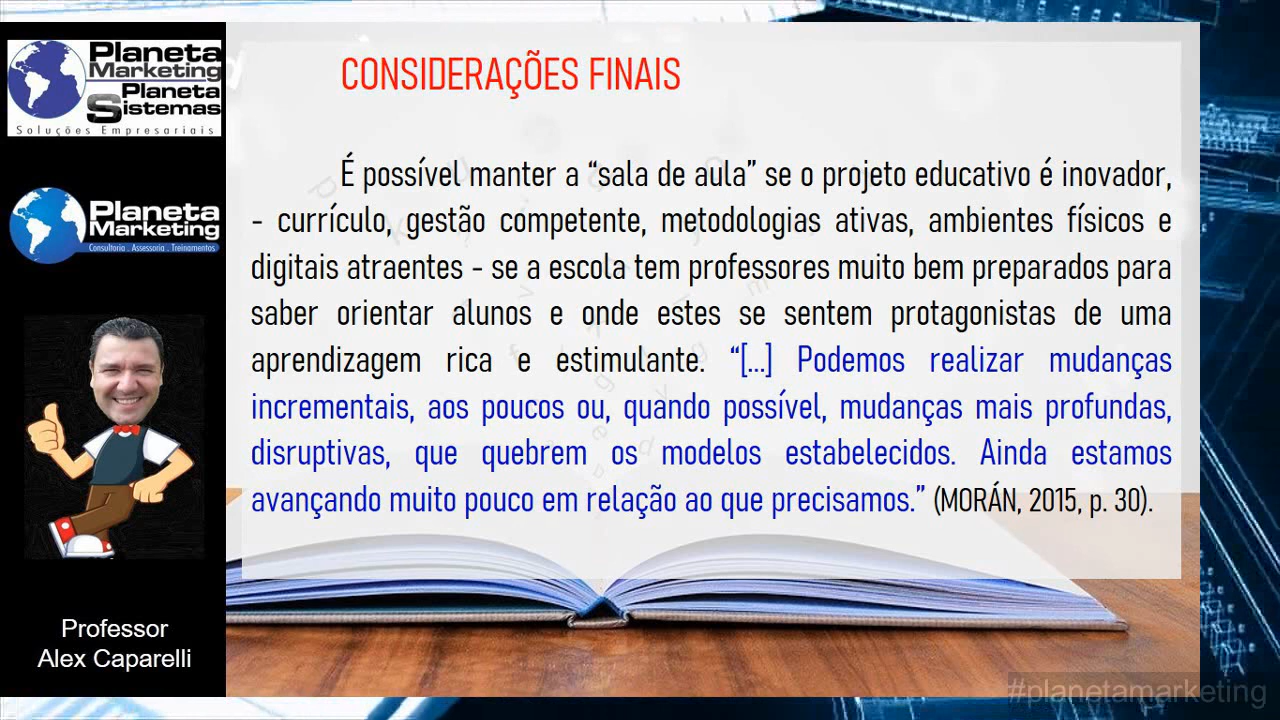 Planeta
Marketing
Planeta
Sistemas
Soluções Empresariais
Planeta
Marketing
Consultoria . Assessoria . Treinamentos
Professor
Alex Caparelli
CONSIDERAÇÕES FINAIS
É possível manter a “sala de aula” se o projeto educativo é inovador,
- currículo, gestão competente, metodologias ativas, ambientes físicos e
digitais atraentes - se a escola tem professores muito bem preparados para
saber orientar alunos e onde estes se sentem protagonistas de uma
aprendizagem rica e estimulante. “[...] Podemos realizar mudanças
incrementais, aos poucos ou, quando possível, mudanças mais profundas,
disruptivas, que quebrem os modelos estabelecidos. Ainda estamos
avançando muito pouco em relação ao que precisamos.” (MORÁN, 2015, p. 30).
#planetamarketing